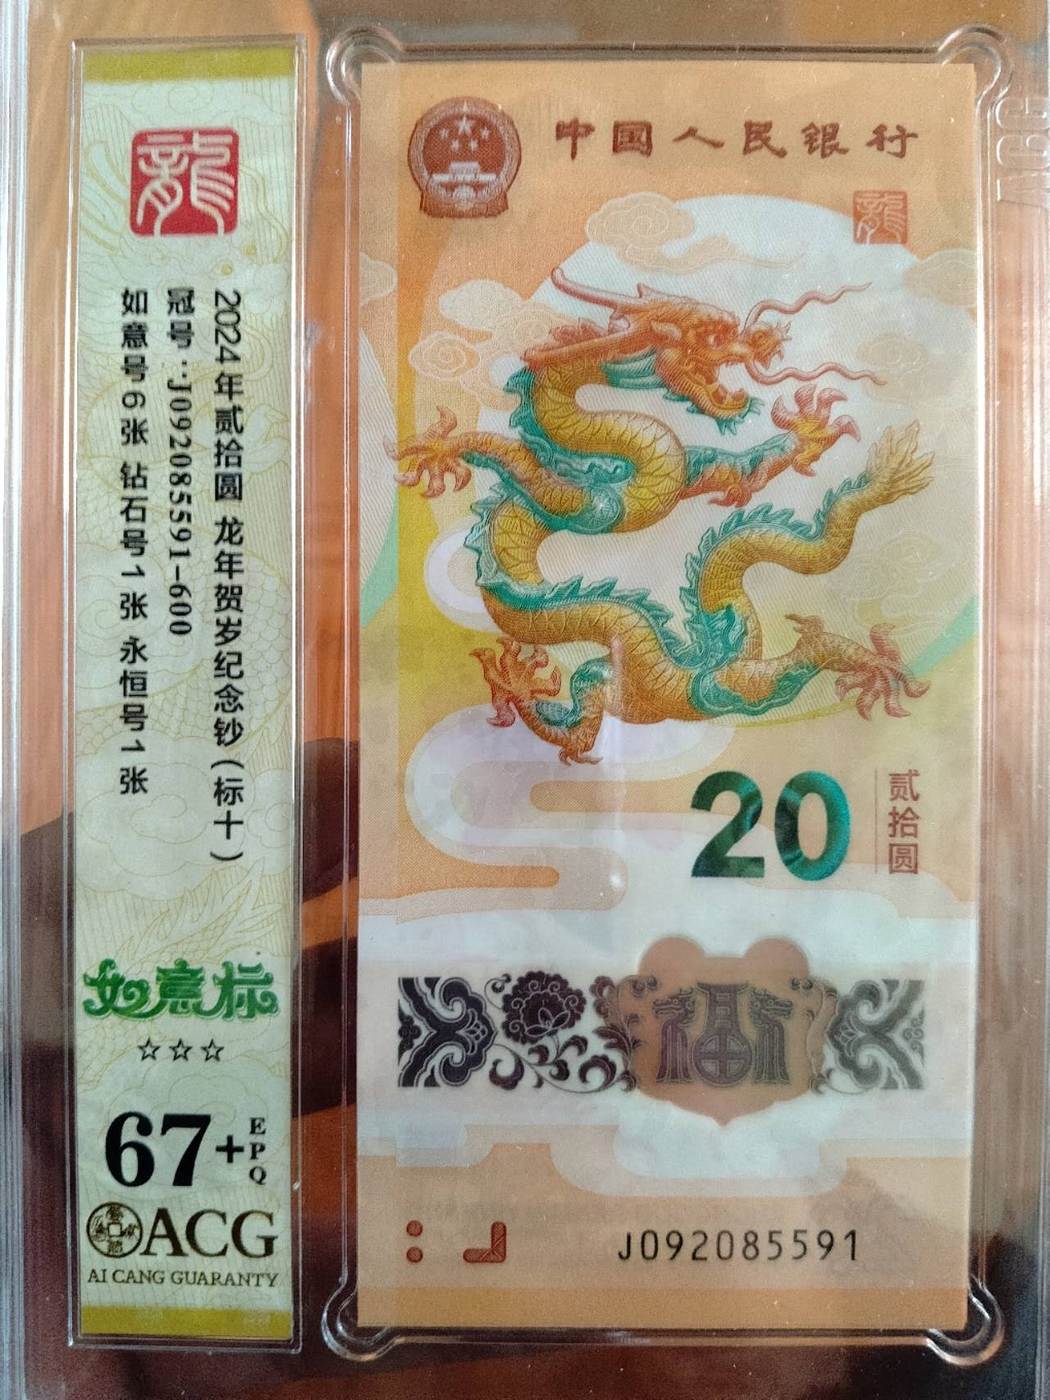 龍
2024年贰拾圆 龙年贺岁纪念钞(标十)
冠号:J092085591-600
如意号6张 钻石号1张 永恒号1张
如意标
☆☆☆
67+
EPQ
ACG
AI CANG GUARANTY
中国人民银行
龍
20
贰拾圆
福
J092085591
ACG